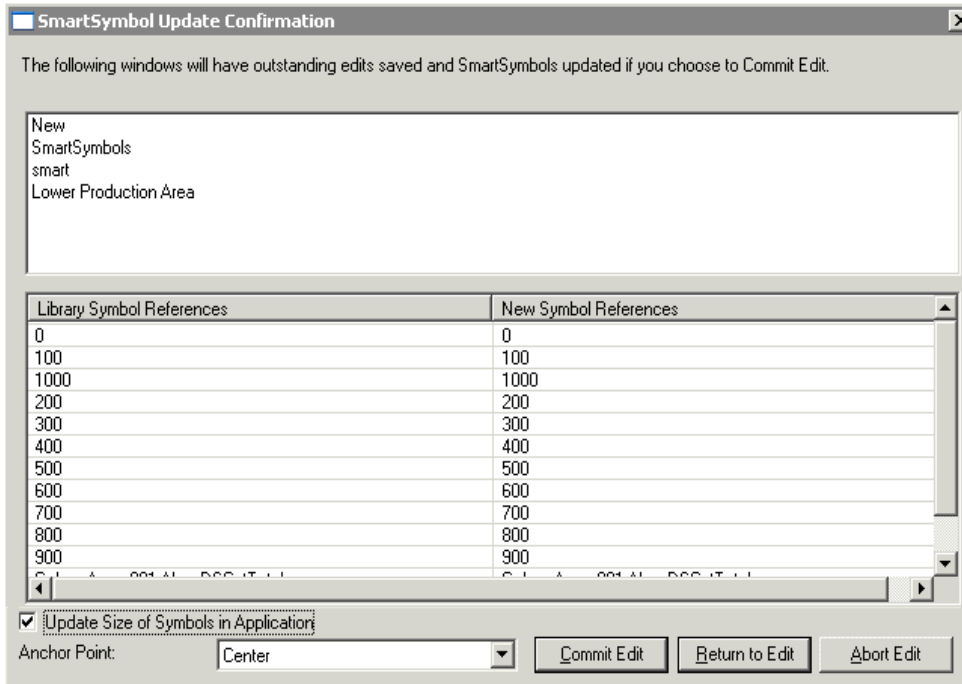 SmartSymbol Update Confirmation
The following windows will have outstanding edits saved and SmartSymbols updated if you choose to Commit Edit.
New
SmartSymbols
smart
Lower Production Area
Library Symbol References New Symbol References
0 0
100 100
1000 1000
200 200
300 300
400 400
500 500
600 600
700 700
800 800
900 900
Update Size of Symbols in Application
Anchor Point: Center Commit Edit Return to Edit Abort Edit